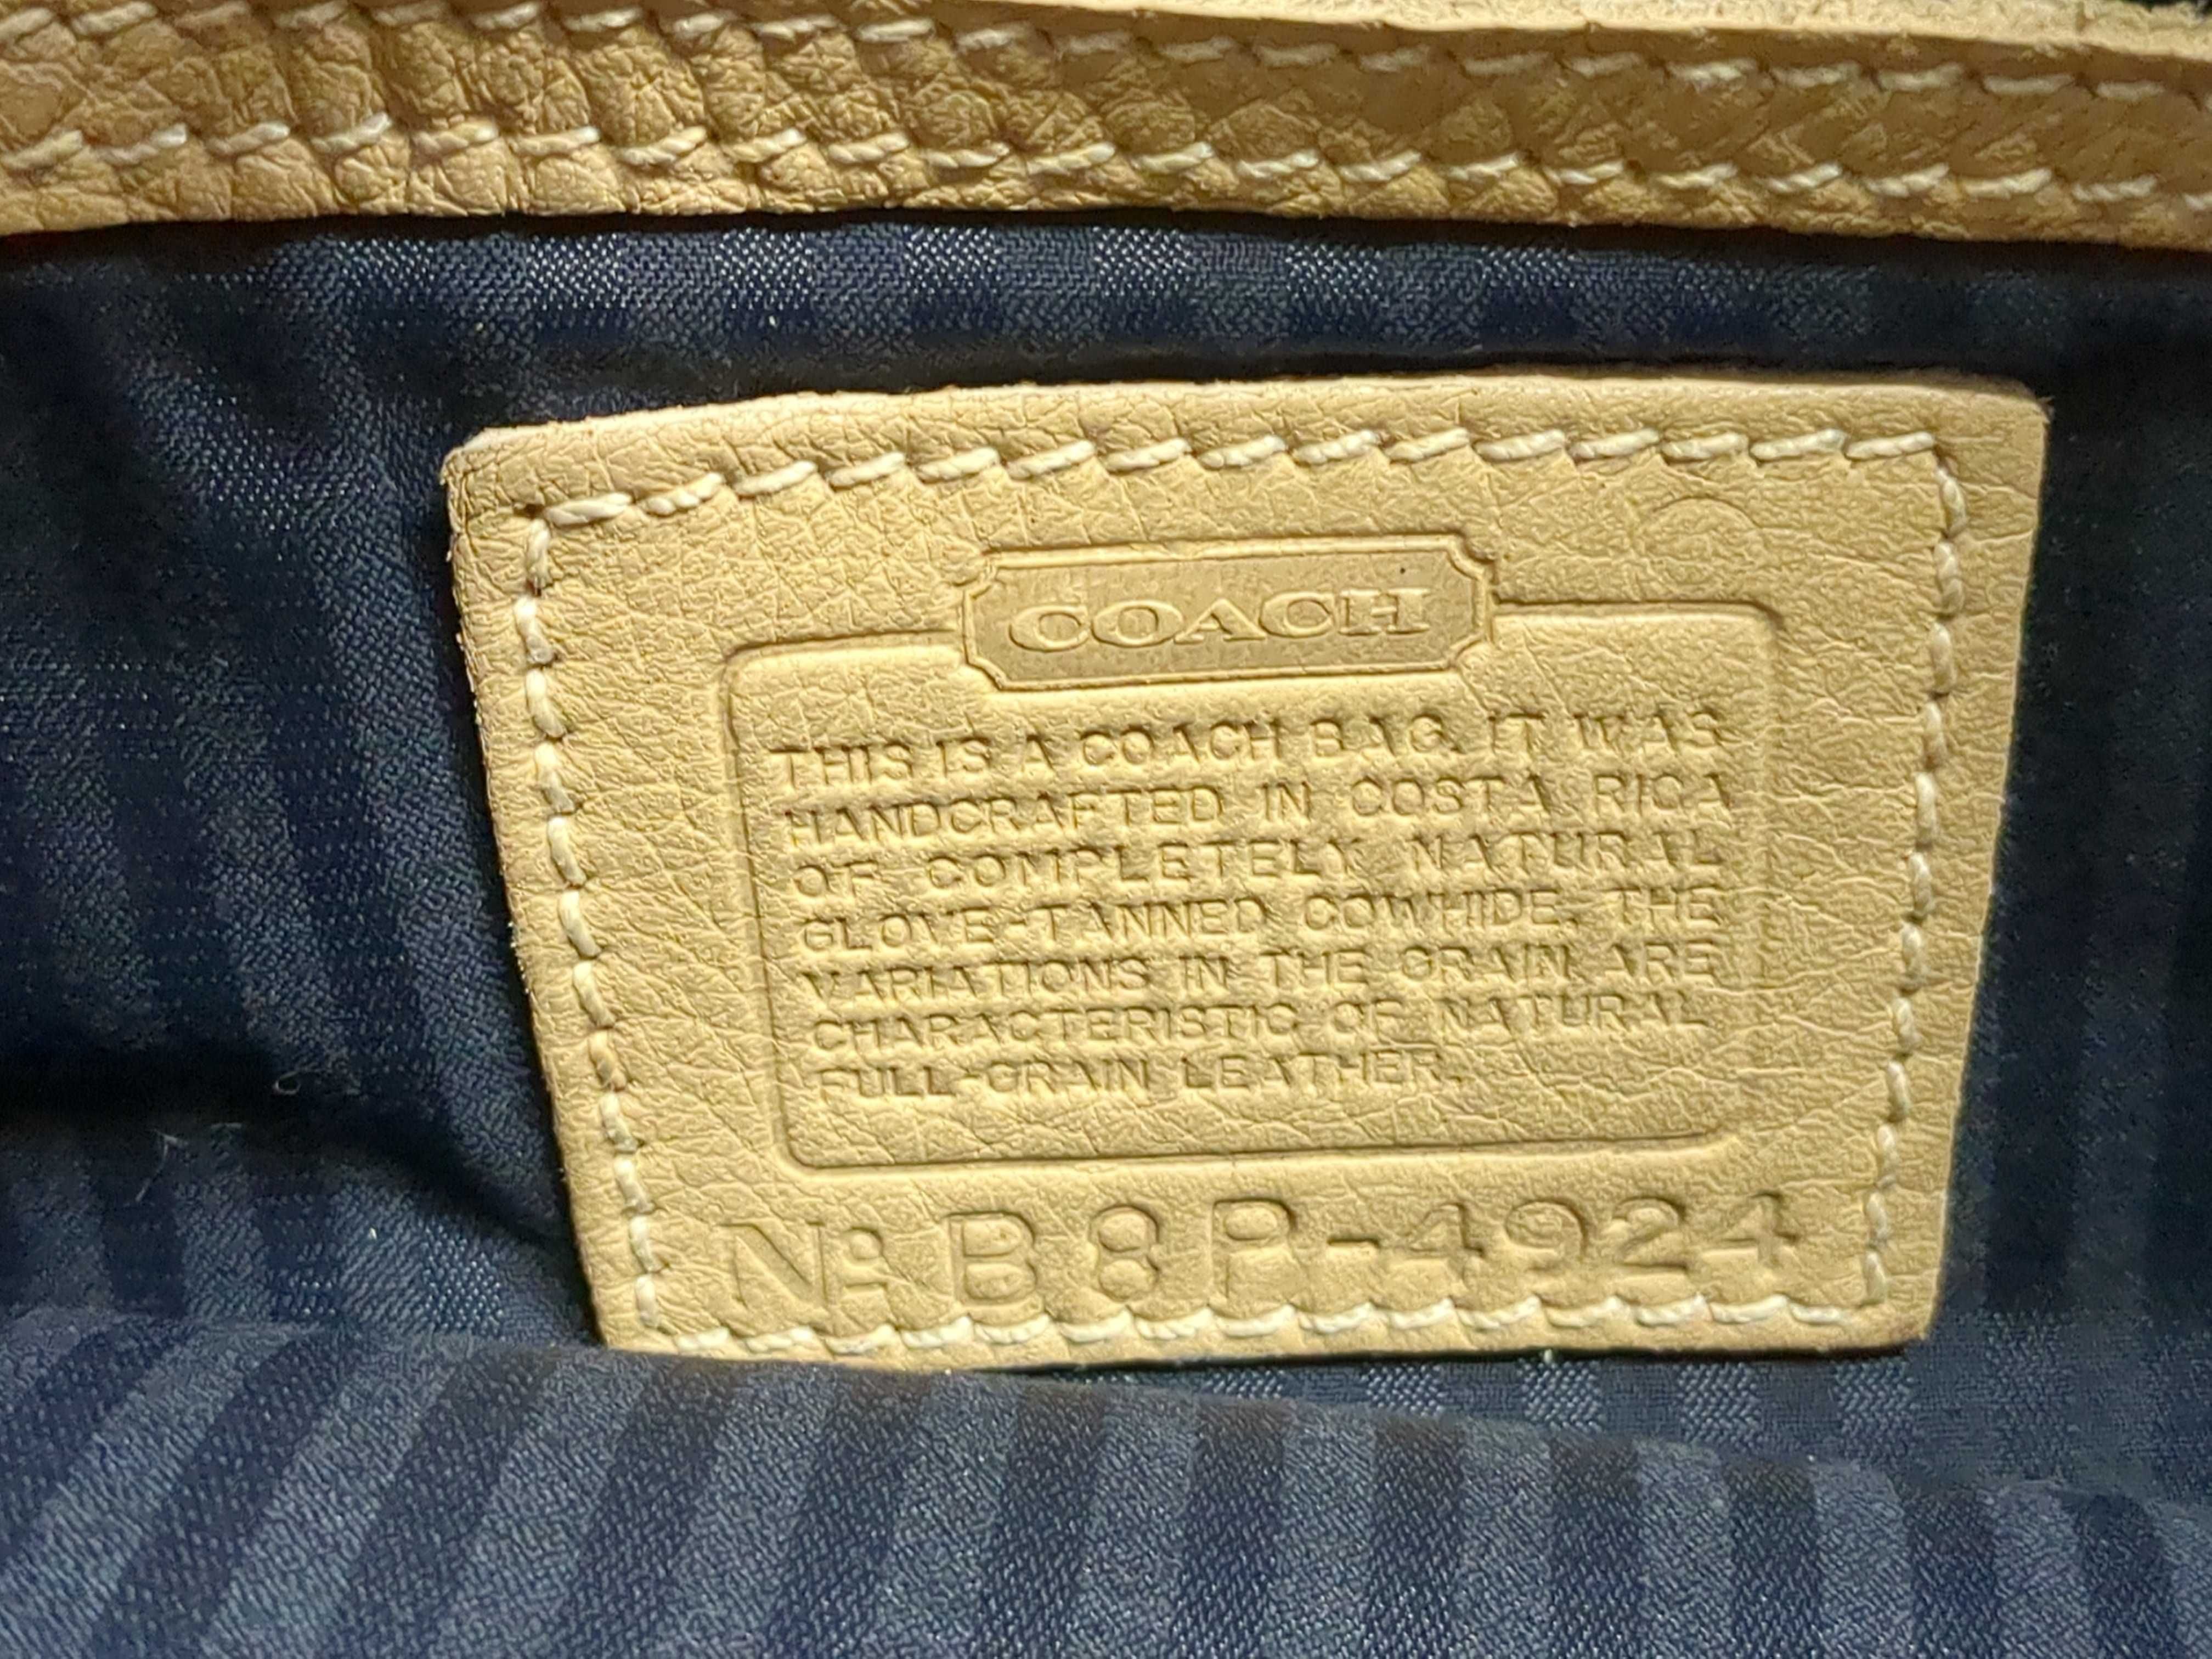 COACH
THIS IS A COACH BAG. IT WAS
HANDCRAFTED IN COSTA RICA
OF COMPLETELY NATURAL
GLOVE-TANNED COWHIDE. THE
VARIATIONS IN THE GRAIN ARE
CHARACTERISTIC OF NATURAL
FULL-GRAIN LEATHER.
No B8P-4924